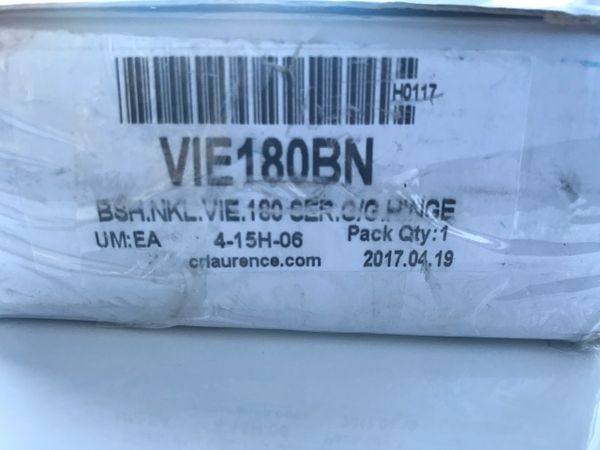 H0117
VIE180BN
BSH.NKL.VIE.180 SER.G/G.HINGE
UM:EA 4-15H-06 Pack Qty:1
crlaurence.com 2017.04.19